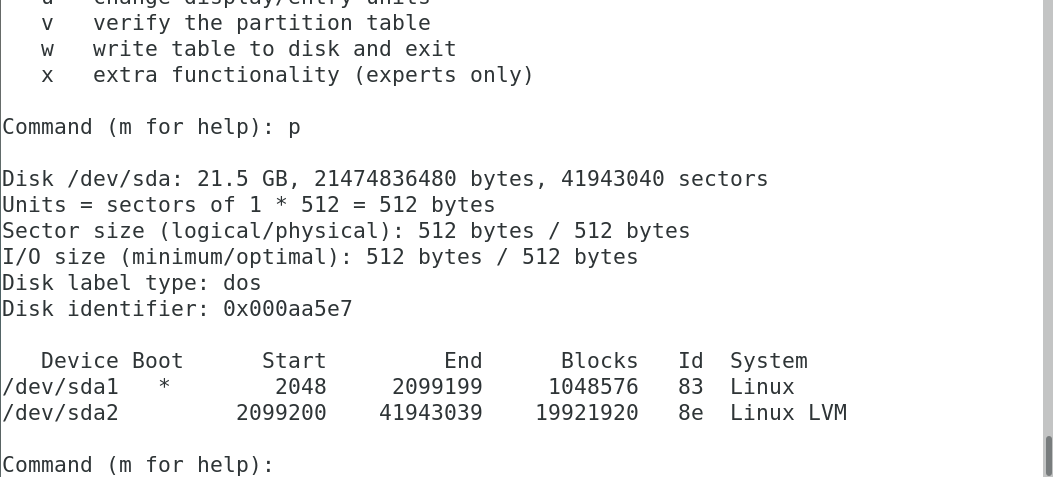 u   change display/entry units
v   verify the partition table
w   write table to disk and exit
x   extra functionality (experts only)
Command (m for help): p
Disk /dev/sda: 21.5 GB, 21474836480 bytes, 41943040 sectors
Units = sectors of 1 * 512 = 512 bytes
Sector size (logical/physical): 512 bytes / 512 bytes
I/O size (minimum/optimal): 512 bytes / 512 bytes
Disk label type: dos
Disk identifier: 0x000aa5e7
Device Boot      Start         End      Blocks   Id  System
/dev/sda1   *        2048     2099199     1048576   83  Linux
/dev/sda2         2099200    41943039    19921920   8e  Linux LVM
Command (m for help):